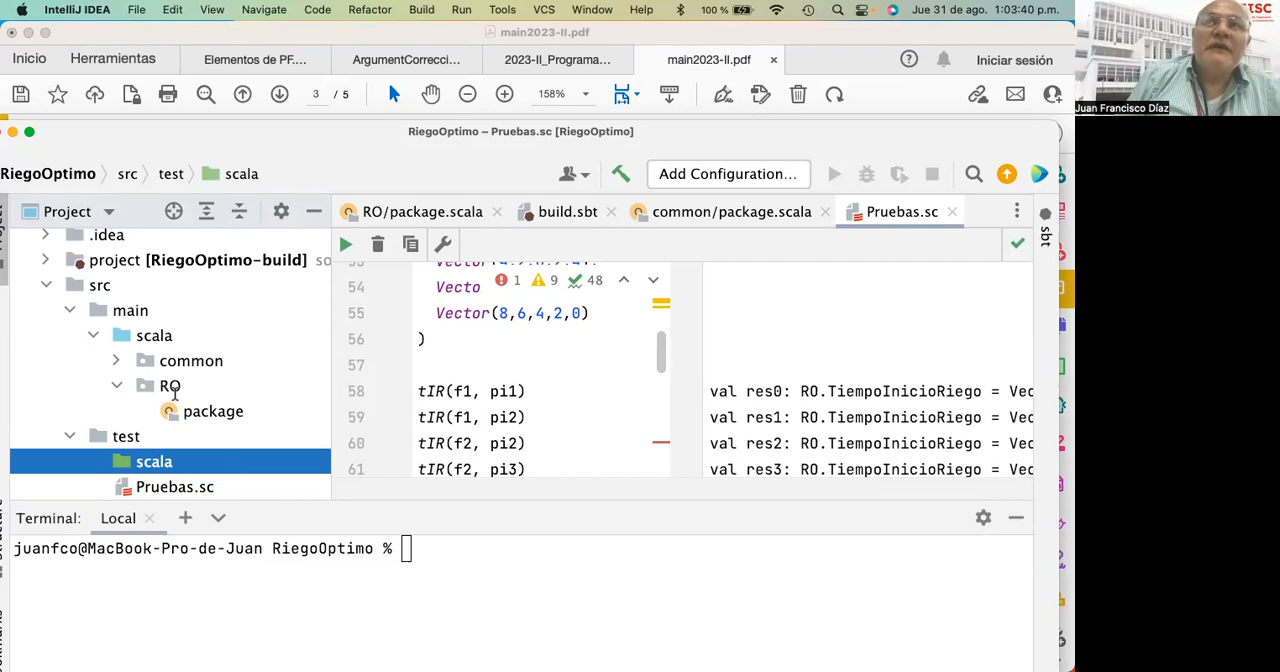 IntelliJ IDEA File Edit View Navigate Code Refactor Build Run Tools VCS Window Help 100 % Jue 31 de ago. 1:03:40 p.m.
main2023-II.pdf
Inicio Herramientas Elementos de PF.... ArgumentCorrecci... 2023-II_Programa... main2023-II.pdf × Iniciar sesión
3 / 5 158%
Juan Francisco Díaz
RiegoOptimo – Pruebas.sc [RiegoOptimo]
RiegoOptimo src test scala Add Configuration...
Project RO/package.scala build.sbt common/package.scala Pruebas.sc
.idea
project [RiegoOptimo-build]
src
main
scala
common
RO
package
test
scala
Pruebas.sc
1 9 48
54 Vecto
55 Vector(8,6,4,2,0)
56 )
57
58 tIR(f1, pi1) val res0: RO.TiempoInicioRiego = Vec
59 tIR(f1, pi2) val res1: RO.TiempoInicioRiego = Vec
60 tIR(f2, pi2) val res2: RO.TiempoInicioRiego = Vec
61 tIR(f2, pi3) val res3: RO.TiempoInicioRiego = Vec
sbt
Terminal: Local × +
juanfco@MacBook-Pro-de-Juan RiegoOptimo %